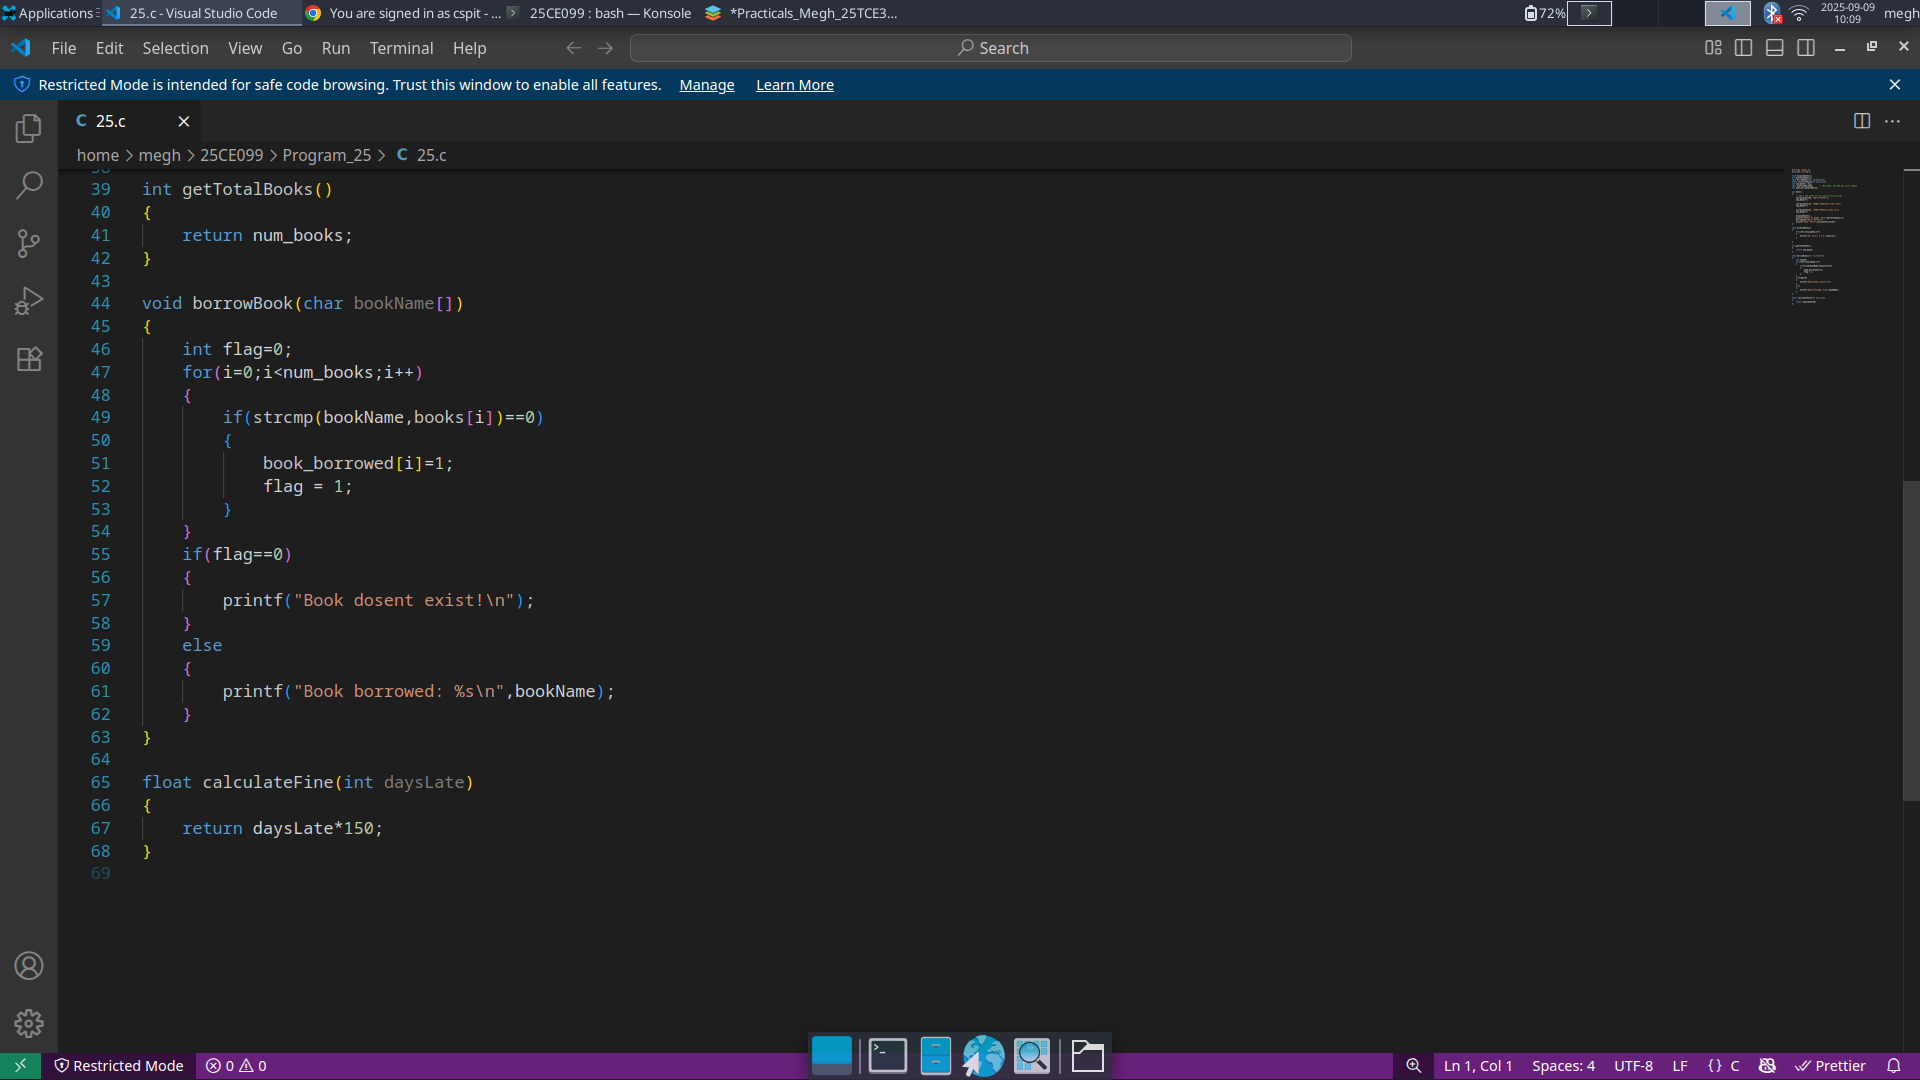 Applications 25.c - Visual Studio Code You are signed in as cspit - ... 25CE099 : bash — Konsole *Practicals_Megh_25TCE3... 72% 2025-09-09 10:09 megh
File Edit Selection View Go Run Terminal Help Search
Restricted Mode is intended for safe code browsing. Trust this window to enable all features. Manage Learn More
C 25.c
home > megh > 25CE099 > Program_25 > C 25.c
38
39 int getTotalBooks()
40 {
41     return num_books;
42 }
43
44 void borrowBook(char bookName[])
45 {
46     int flag=0;
47     for(i=0;i<num_books;i++)
48     {
49         if(strcmp(bookName,books[i])==0)
50         {
51             book_borrowed[i]=1;
52             flag = 1;
53         }
54     }
55     if(flag==0)
56     {
57         printf("Book dosent exist!\n");
58     }
59     else
60     {
61         printf("Book borrowed: %s\n",bookName);
62     }
63 }
64
65 float calculateFine(int daysLate)
66 {
67     return daysLate*150;
68 }
69
Restricted Mode 0 0 Ln 1, Col 1 Spaces: 4 UTF-8 LF {} C Prettier